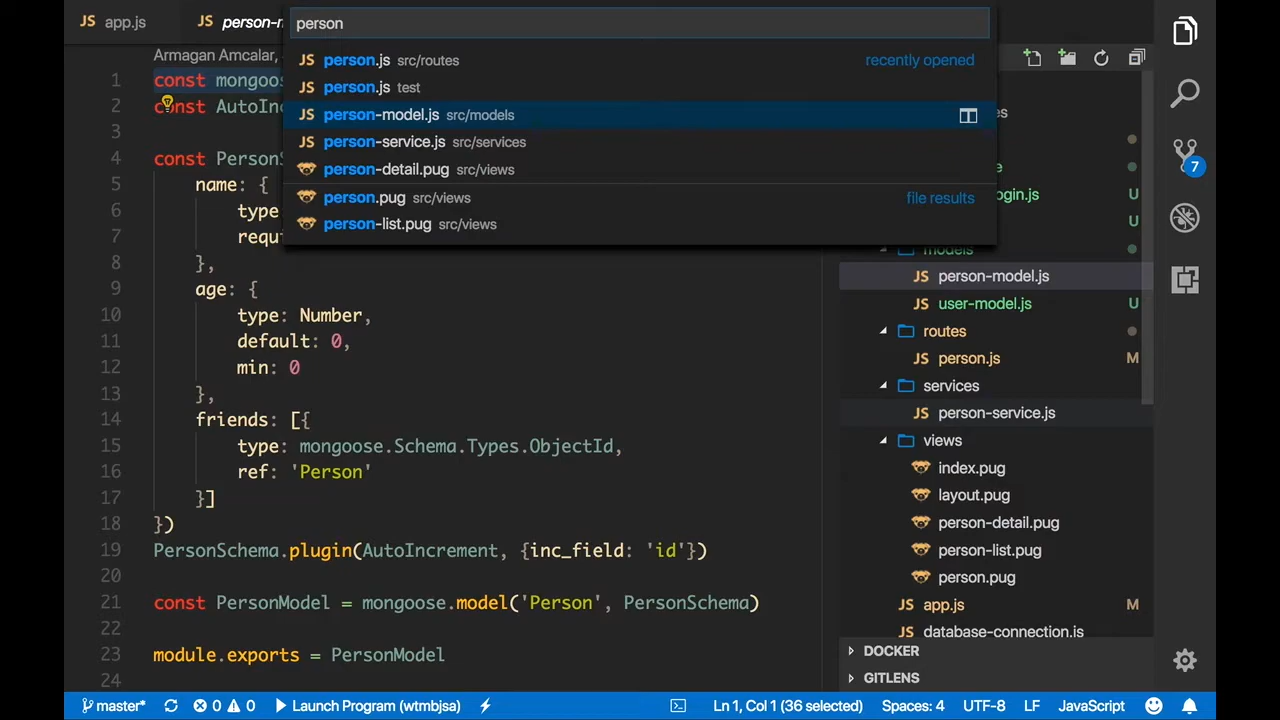 JS app.js
JS person-m
person
JS person.js src/routes recently opened
JS person.js test
JS person-model.js src/models
JS person-service.js src/services
person-detail.pug src/views
person.pug src/views file results
person-list.pug src/views
Armagan Amcalar,
1 const mongoos
2 const AutoInc
3
4 const PersonS
5 name: {
6 type
7 requi
8 },
9 age: {
10 type: Number,
11 default: 0,
12 min: 0
13 },
14 friends: [{
15 type: mongoose.Schema.Types.ObjectId,
16 ref: 'Person'
17 }]
18 })
19 PersonSchema.plugin(AutoIncrement, {inc_field: 'id'})
20
21 const PersonModel = mongoose.model('Person', PersonSchema)
22
23 module.exports = PersonModel
24
es
e
ogin.js U
U
models
JS person-model.js
JS user-model.js U
routes
JS person.js M
services
JS person-service.js
views
index.pug
layout.pug
person-detail.pug
person-list.pug
person.pug
JS app.js M
JS database-connection.js
DOCKER
GITLENS
7
master* 0 0 Launch Program (wtmbjsa) Ln 1, Col 1 (36 selected) Spaces: 4 UTF-8 LF JavaScript